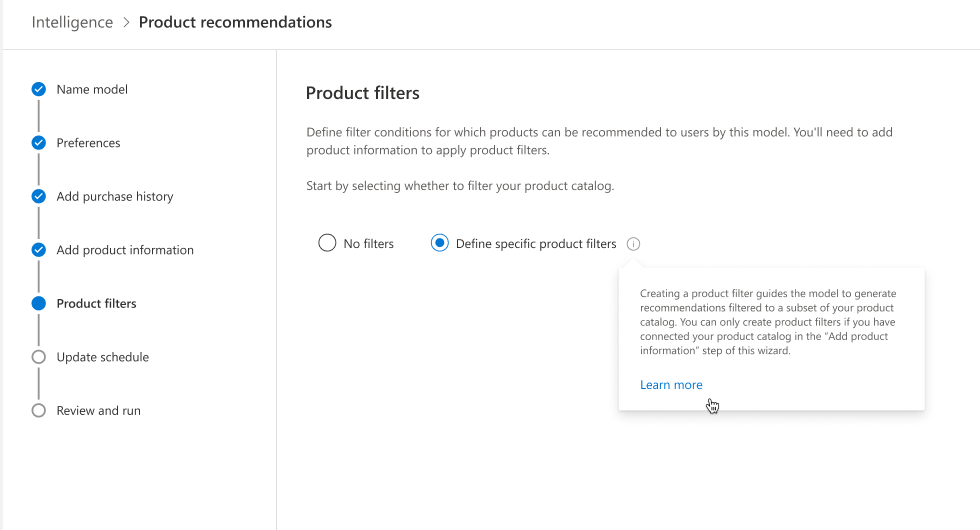 Intelligence > Product recommendations
Name model
Preferences
Add purchase history
Add product information
Product filters
Update schedule
Review and run
Product filters
Define filter conditions for which products can be recommended to users by this model. You'll need to add
product information to apply product filters.
Start by selecting whether to filter your product catalog.
No filters
Define specific product filters
Creating a product filter guides the model to generate
recommendations filtered to a subset of your product
catalog. You can only create product filters if you have
connected your product catalog in the “Add product
information” step of this wizard.
Learn more